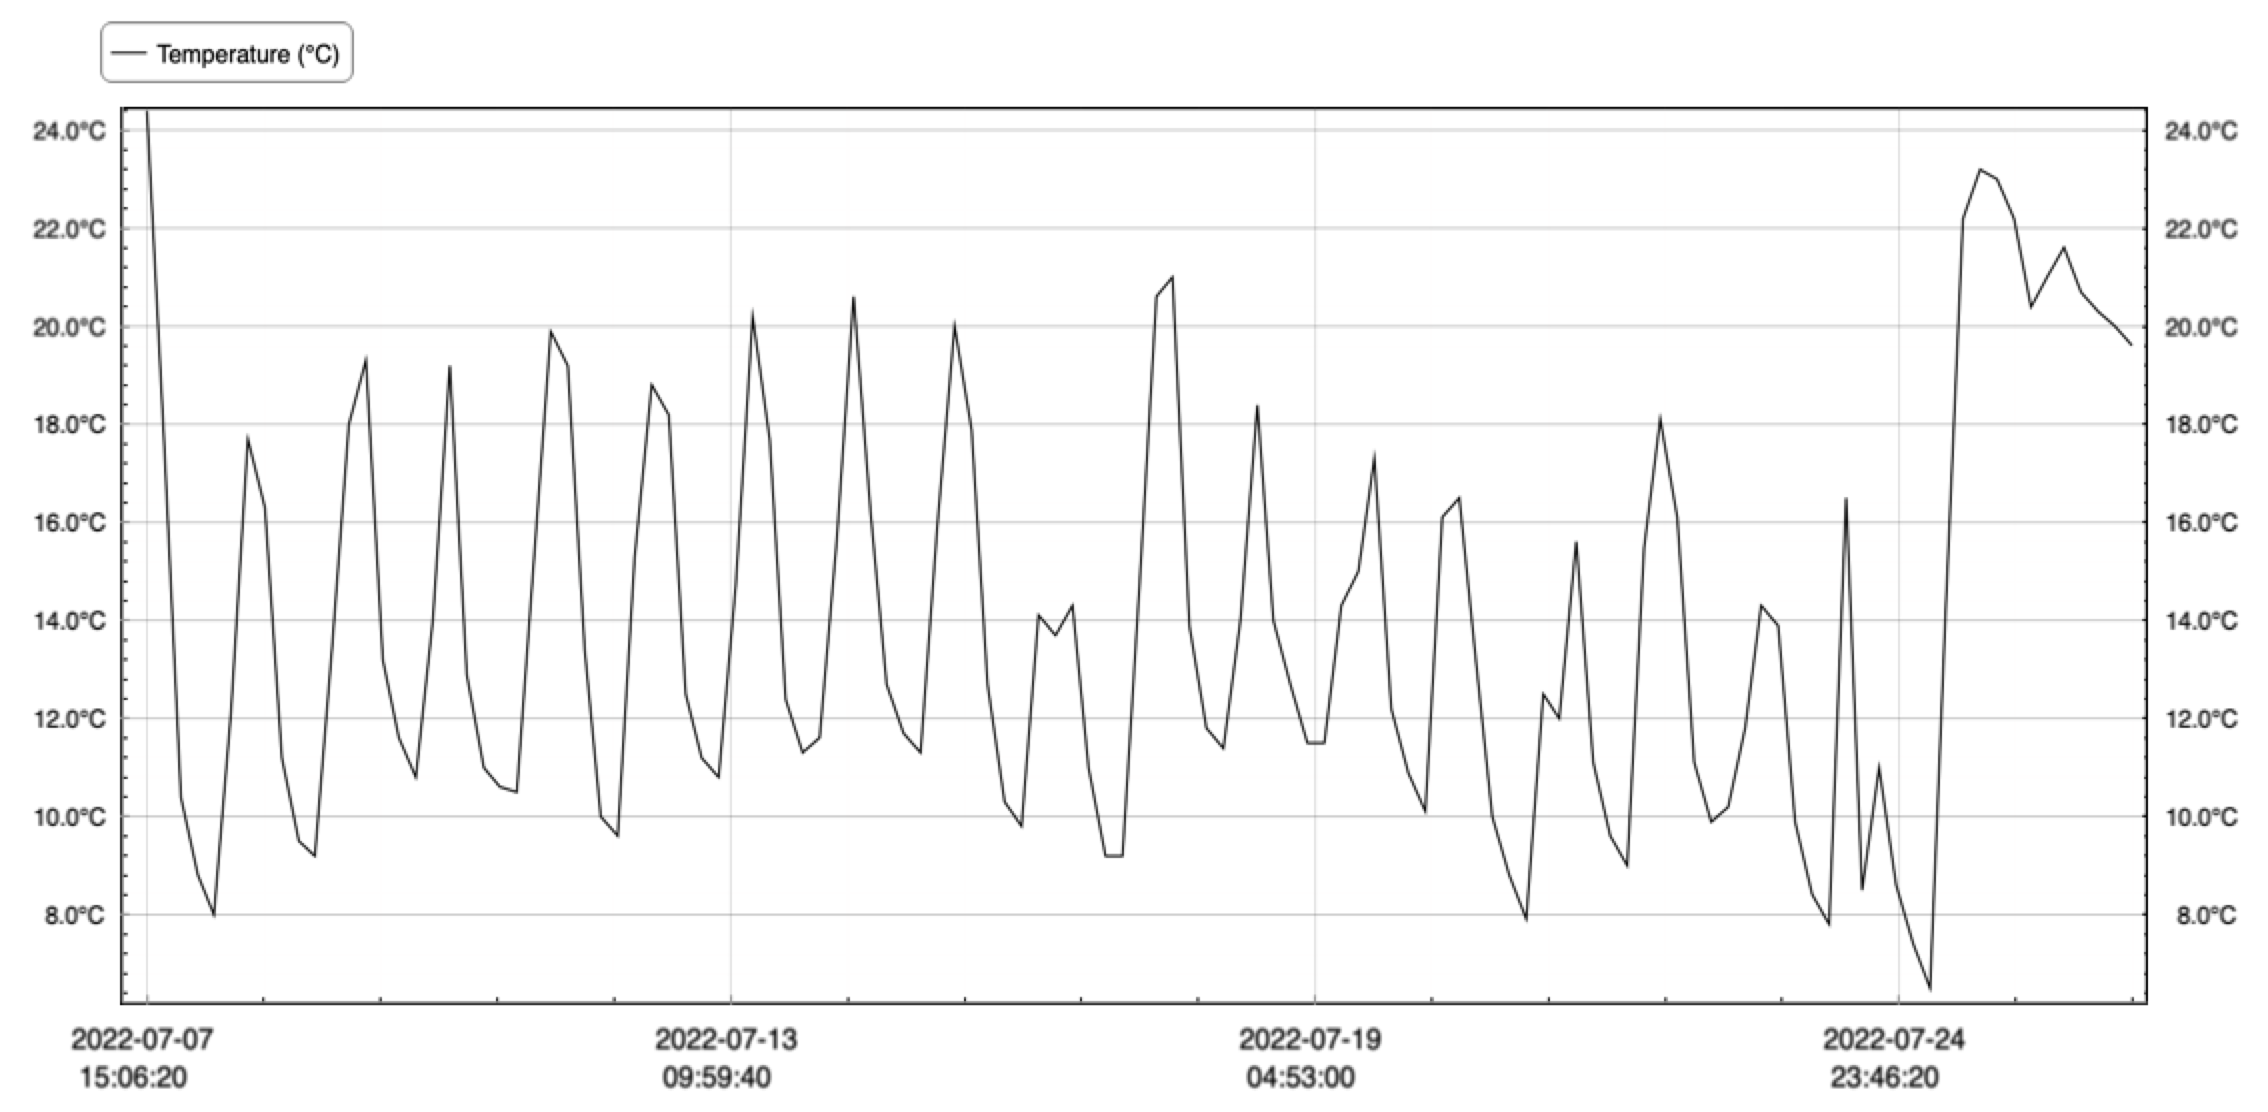 Temperature (°C)
24.0°C 24.0°C
22.0°C 22.0°C
20.0°C 20.0°C
18.0°C 18.0°C
16.0°C 16.0°C
14.0°C 14.0°C
12.0°C 12.0°C
10.0°C 10.0°C
8.0°C 8.0°C
2022-07-07 2022-07-13 2022-07-19 2022-07-24
15:06:20 09:59:40 04:53:00 23:46:20